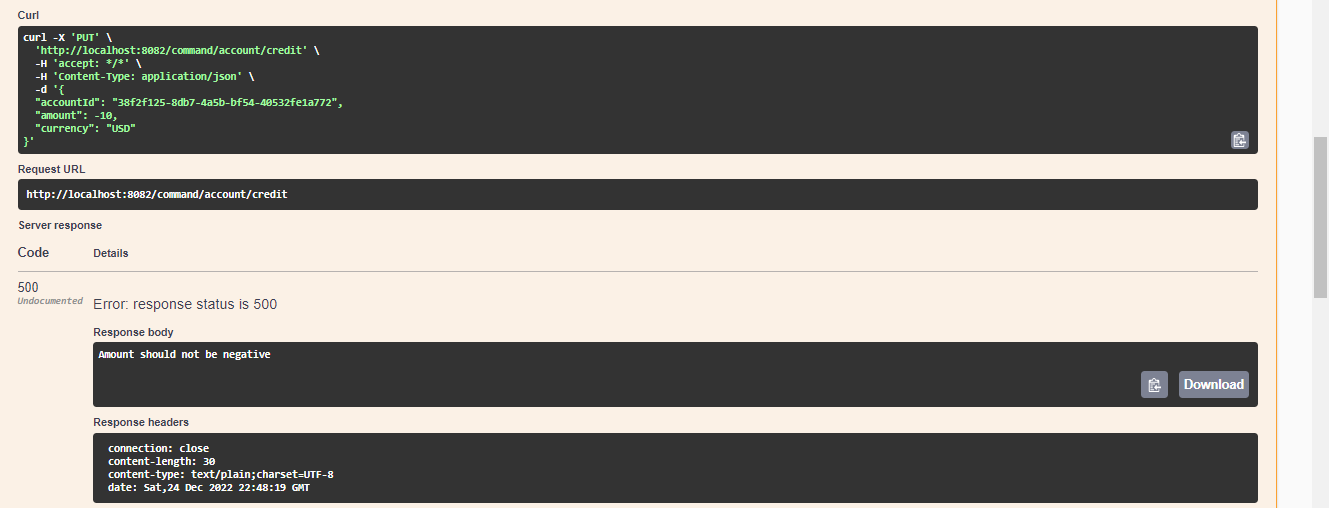 Curl
curl -X 'PUT' \
  'http://localhost:8082/command/account/credit' \
  -H 'accept: */*' \
  -H 'Content-Type: application/json' \
  -d '{
  "accountId": "38f2f125-8db7-4a5b-bf54-40532fe1a772",
  "amount": -10,
  "currency": "USD"
}'
Request URL
http://localhost:8082/command/account/credit
Server response
Code Details
500
Undocumented
Error: response status is 500
Response body
Amount should not be negative
Download
Response headers
connection: close
content-length: 30
content-type: text/plain;charset=UTF-8
date: Sat,24 Dec 2022 22:48:19 GMT